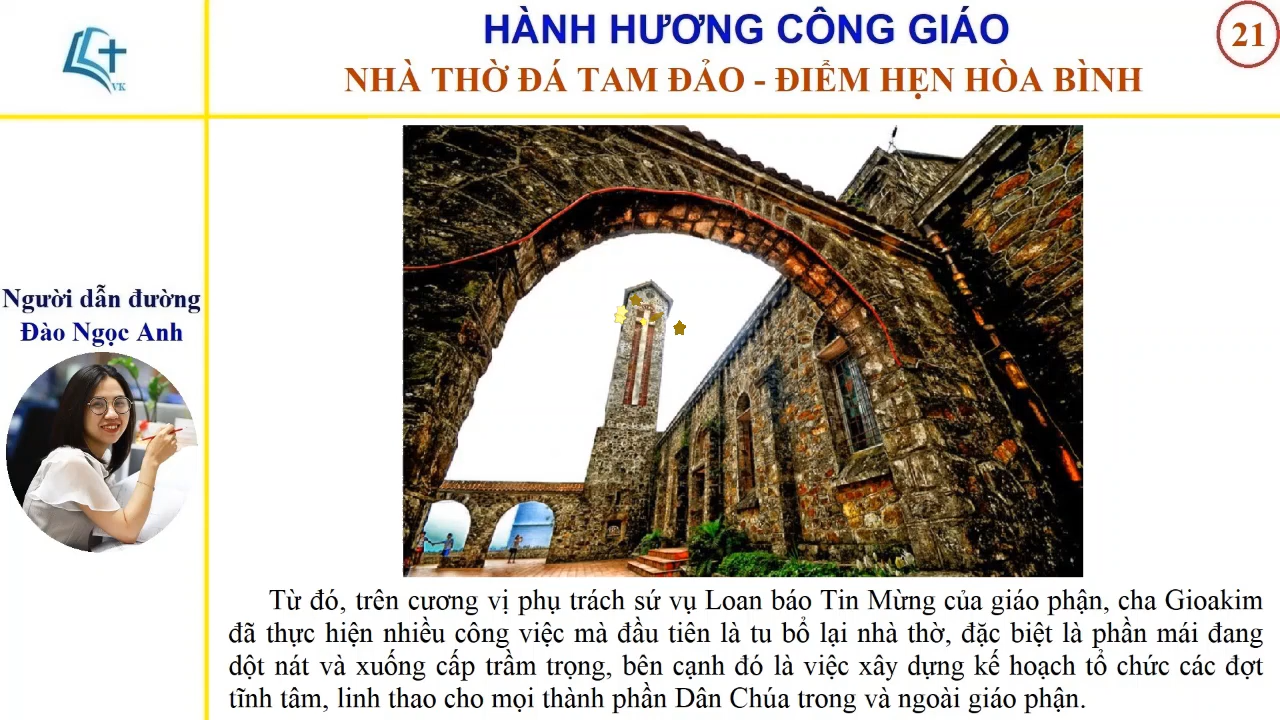 HÀNH HƯƠNG CÔNG GIÁO
21
NHÀ THỜ ĐÁ TAM ĐẢO - ĐIỂM HẸN HÒA BÌNH
VK
Người dẫn đường
Đào Ngọc Anh
Từ đó, trên cương vị phụ trách sứ vụ Loan báo Tin Mừng của giáo phận, cha Gioakim
đã thực hiện nhiều công việc mà đầu tiên là tu bổ lại nhà thờ, đặc biệt là phần mái đang
dột nát và xuống cấp trầm trọng, bên cạnh đó là việc xây dựng kế hoạch tổ chức các đợt
tĩnh tâm, linh thao cho mọi thành phần Dân Chúa trong và ngoài giáo phận.